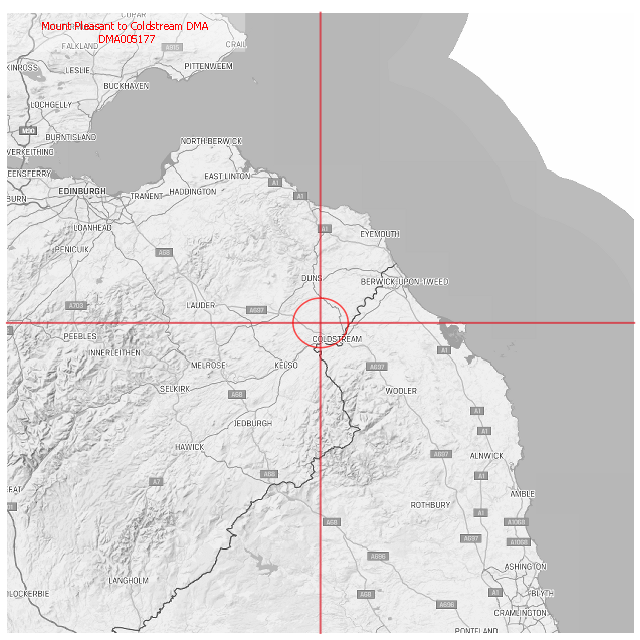 Mount Pleasant to Coldstream DMA
DMA005177
CUPAR
FALKLAND
A915
CRAIL
KINROSS
LESLIE
PITTENWEEM
BUCKHAVEN
LOCHGELLY
M90
BURNTISLAND
NORTH BERWICK
VERKEITHING
EENSFERRY
EAST LINTON
A1
EDINBURGH
HADDINGTON
A1
BURN
TRANENT
LOANHEAD
A1
EYEMOUTH
PENICUIK
A68
DUNS
BERWICK-UPON-TWEED
A703
LAUDER
A697
PEEBLES
COLDSTREAM
INNERLEITHEN
A1
MELROSE
KELSO
A697
SELKIRK
A68
WOOLER
A1
JEDBURGH
A1
HAWICK
A697
ALNWICK
A68
A1
A7
EAT
AMBLE
ROTHBURY
A1
A68
A1068
A697
A1068
A696
ASHINGTON
LANGHOLM
LOCKERBIE
A68
A1
BLYTH
A696
CRAMLINGTON
PONTELAND